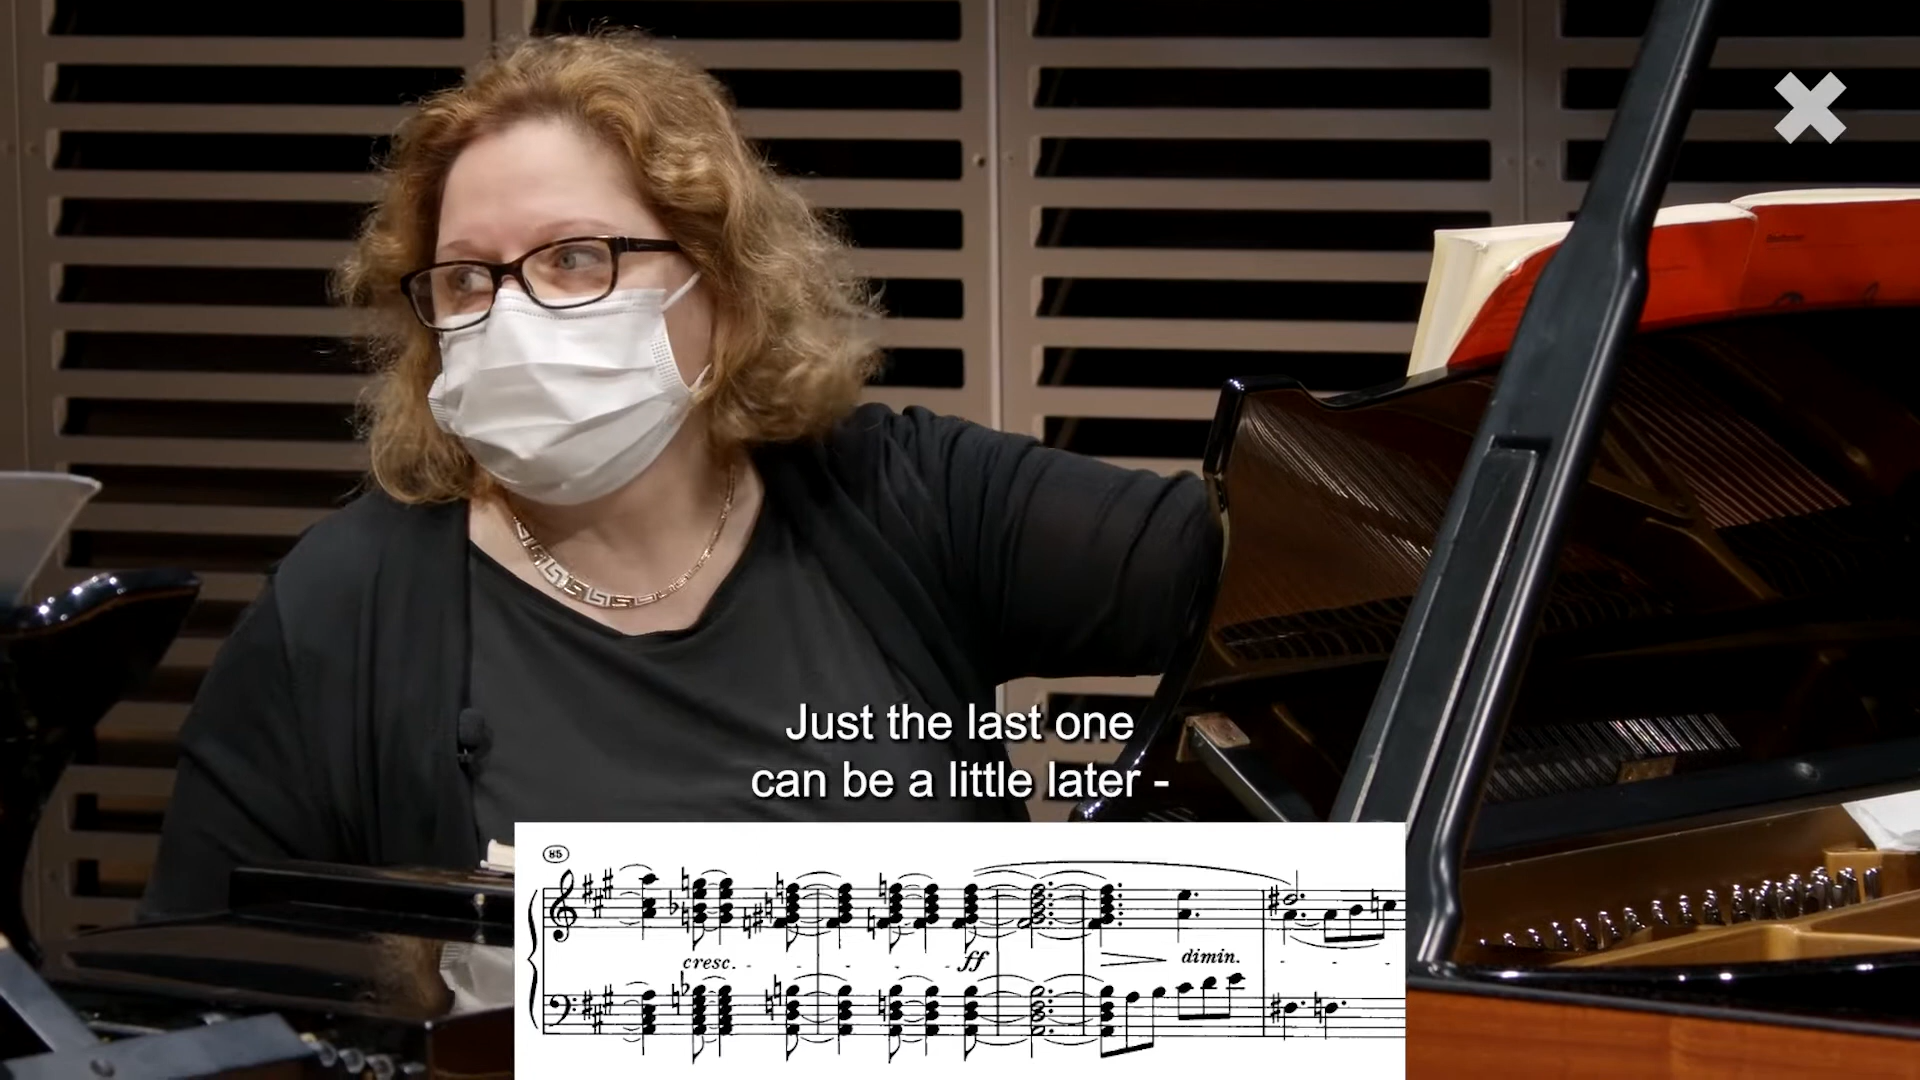 Just the last one
can be a little later -
85
cresc. - - - - - ff dimin. - - -